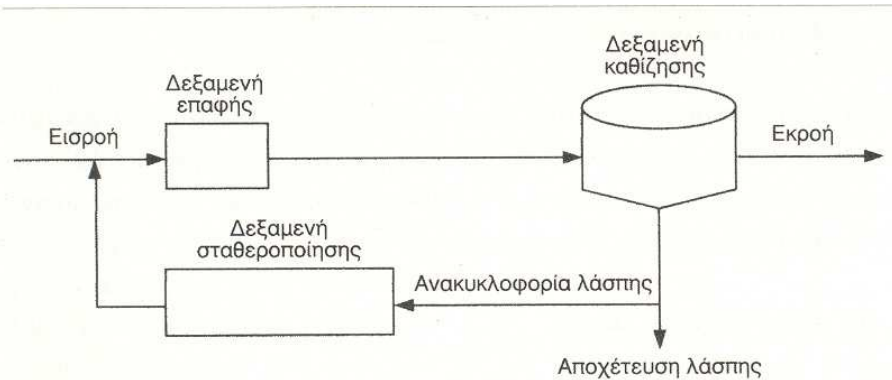 Δεξαμενή
καθίζησης
Δεξαμενή
επαφής
Εισροή
Εκροή
Δεξαμενή
σταθεροποίησης
Ανακυκλοφορία λάσπης
Αποχέτευση λάσπης